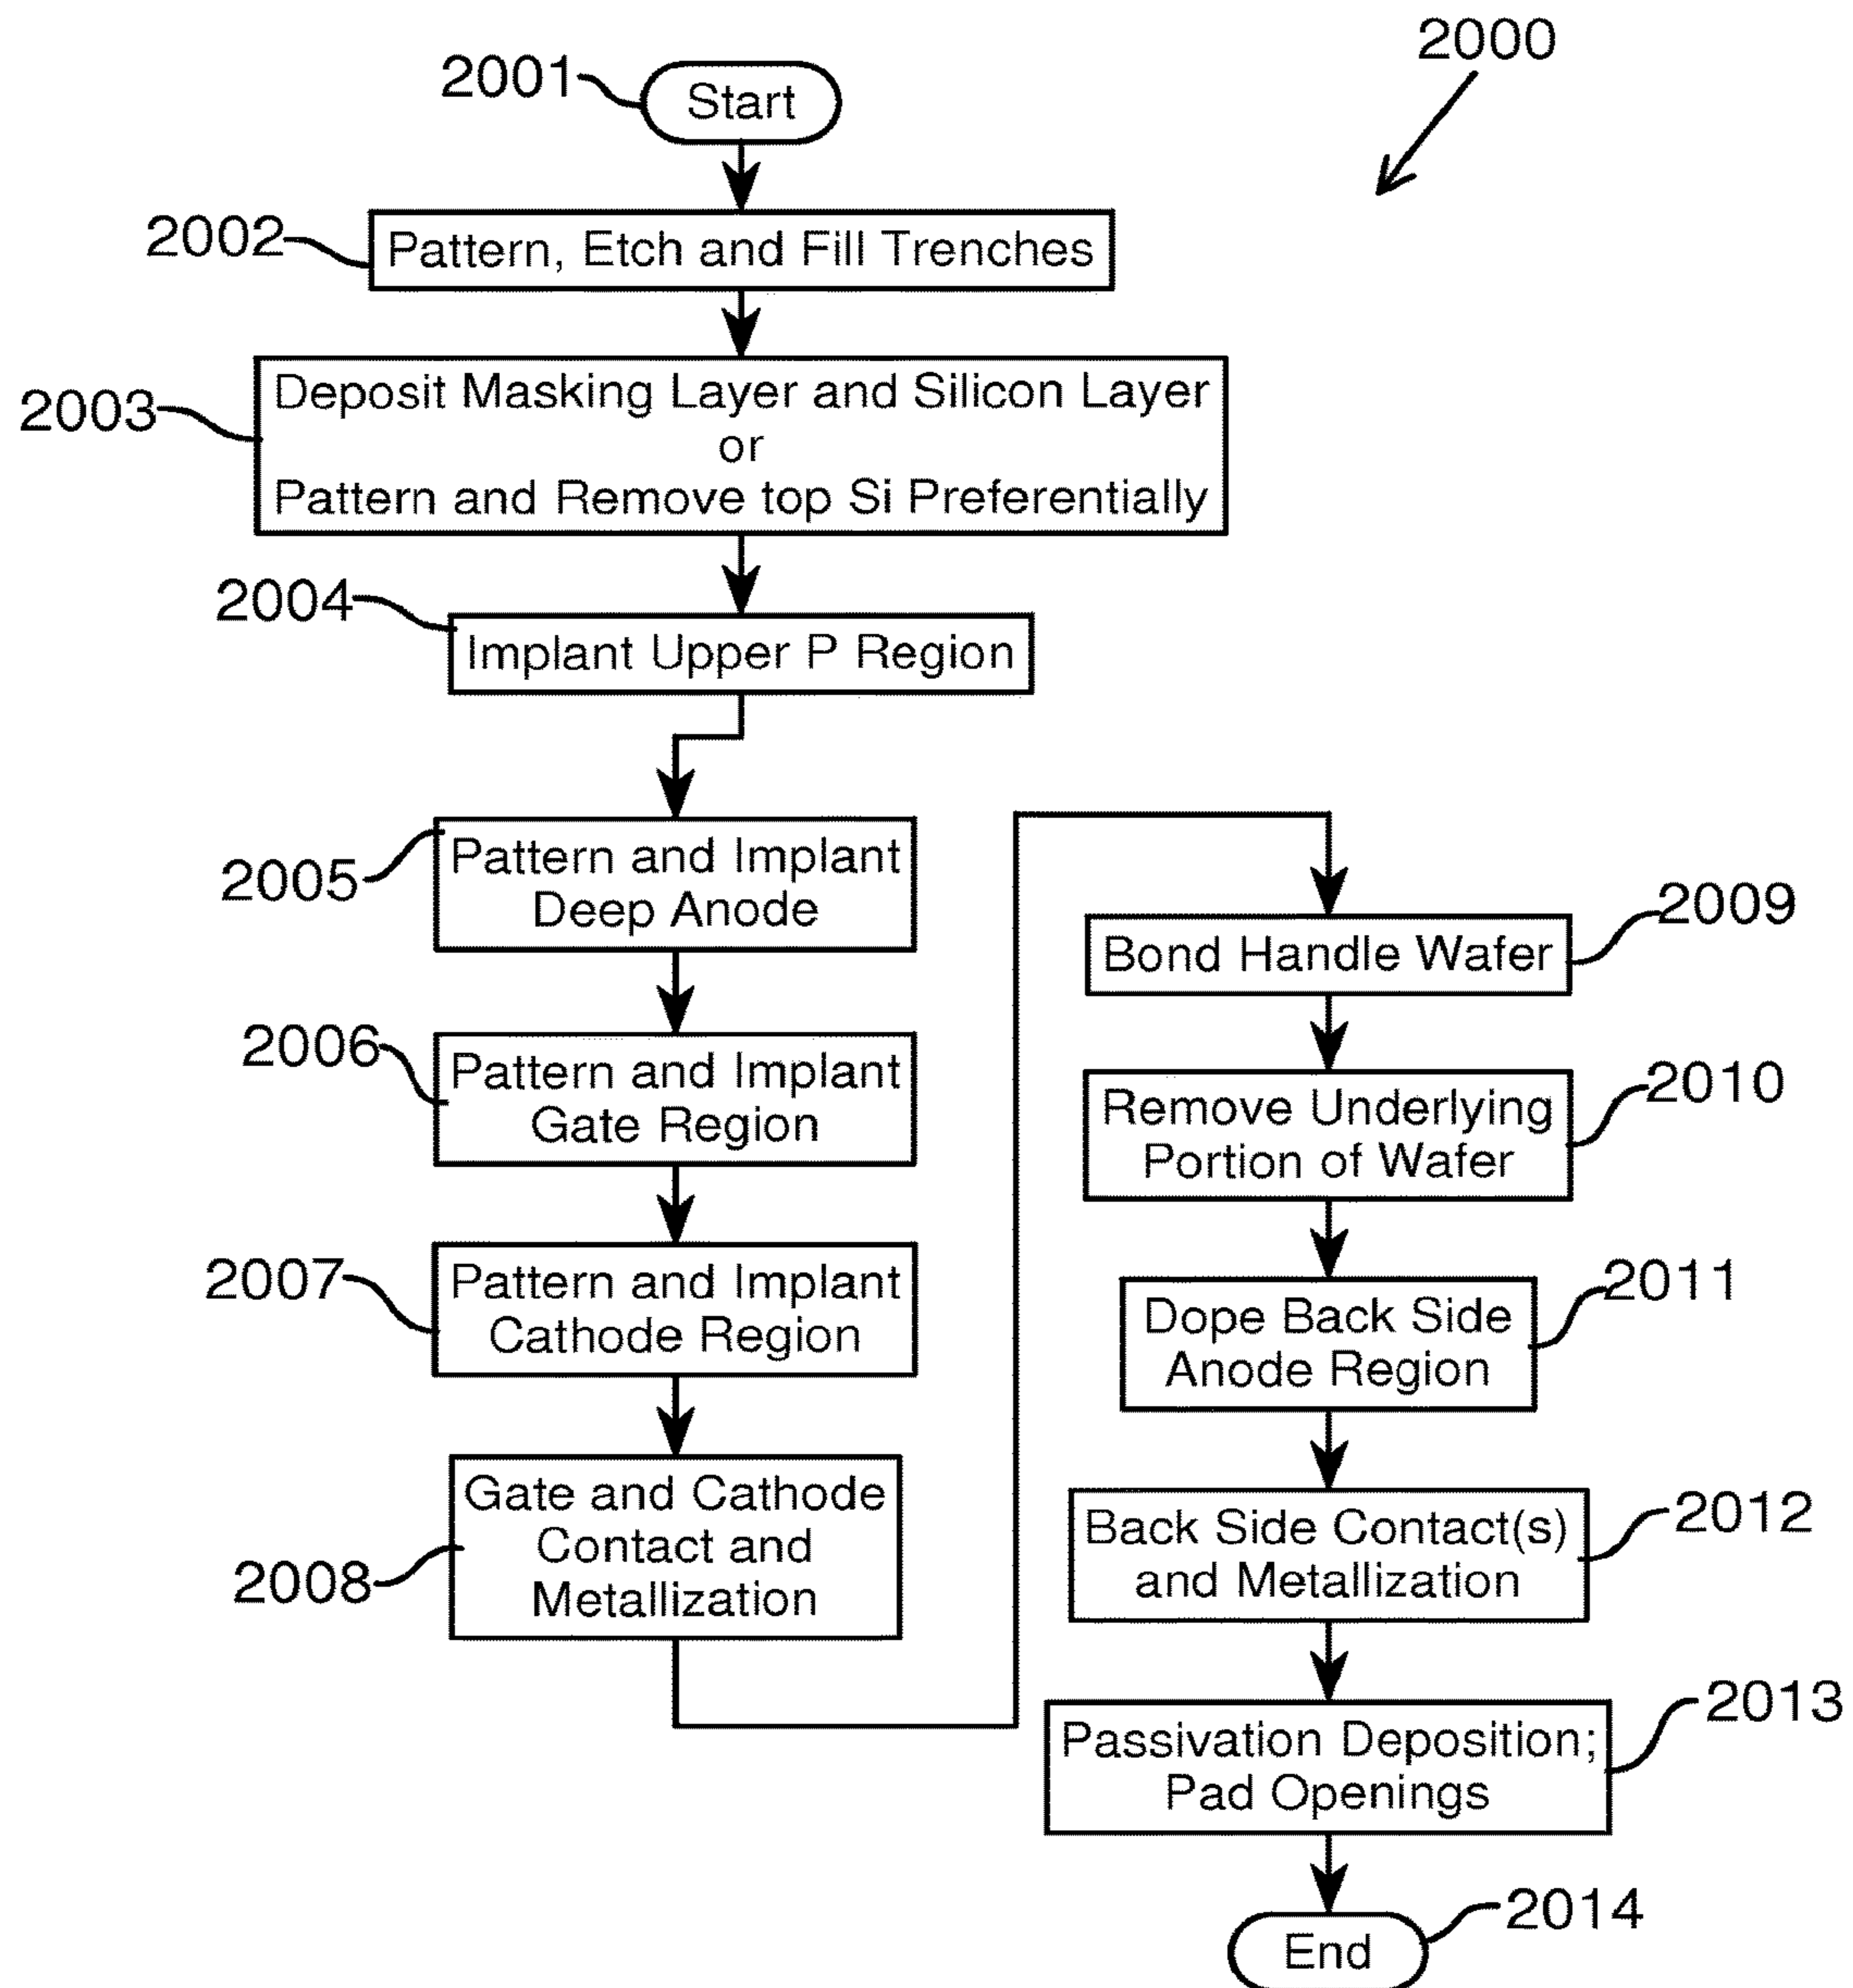 2000
2001
Start
2002
Pattern, Etch and Fill Trenches
2003
Deposit Masking Layer and Silicon Layer
or
Pattern and Remove top Si Preferentially
2004
Implant Upper P Region
2005
Pattern and Implant
Deep Anode
2006
Pattern and Implant
Gate Region
2007
Pattern and Implant
Cathode Region
2008
Gate and Cathode
Contact and
Metallization
2009
Bond Handle Wafer
2010
Remove Underlying
Portion of Wafer
2011
Dope Back Side
Anode Region
2012
Back Side Contact(s)
and Metallization
2013
Passivation Deposition;
Pad Openings
2014
End